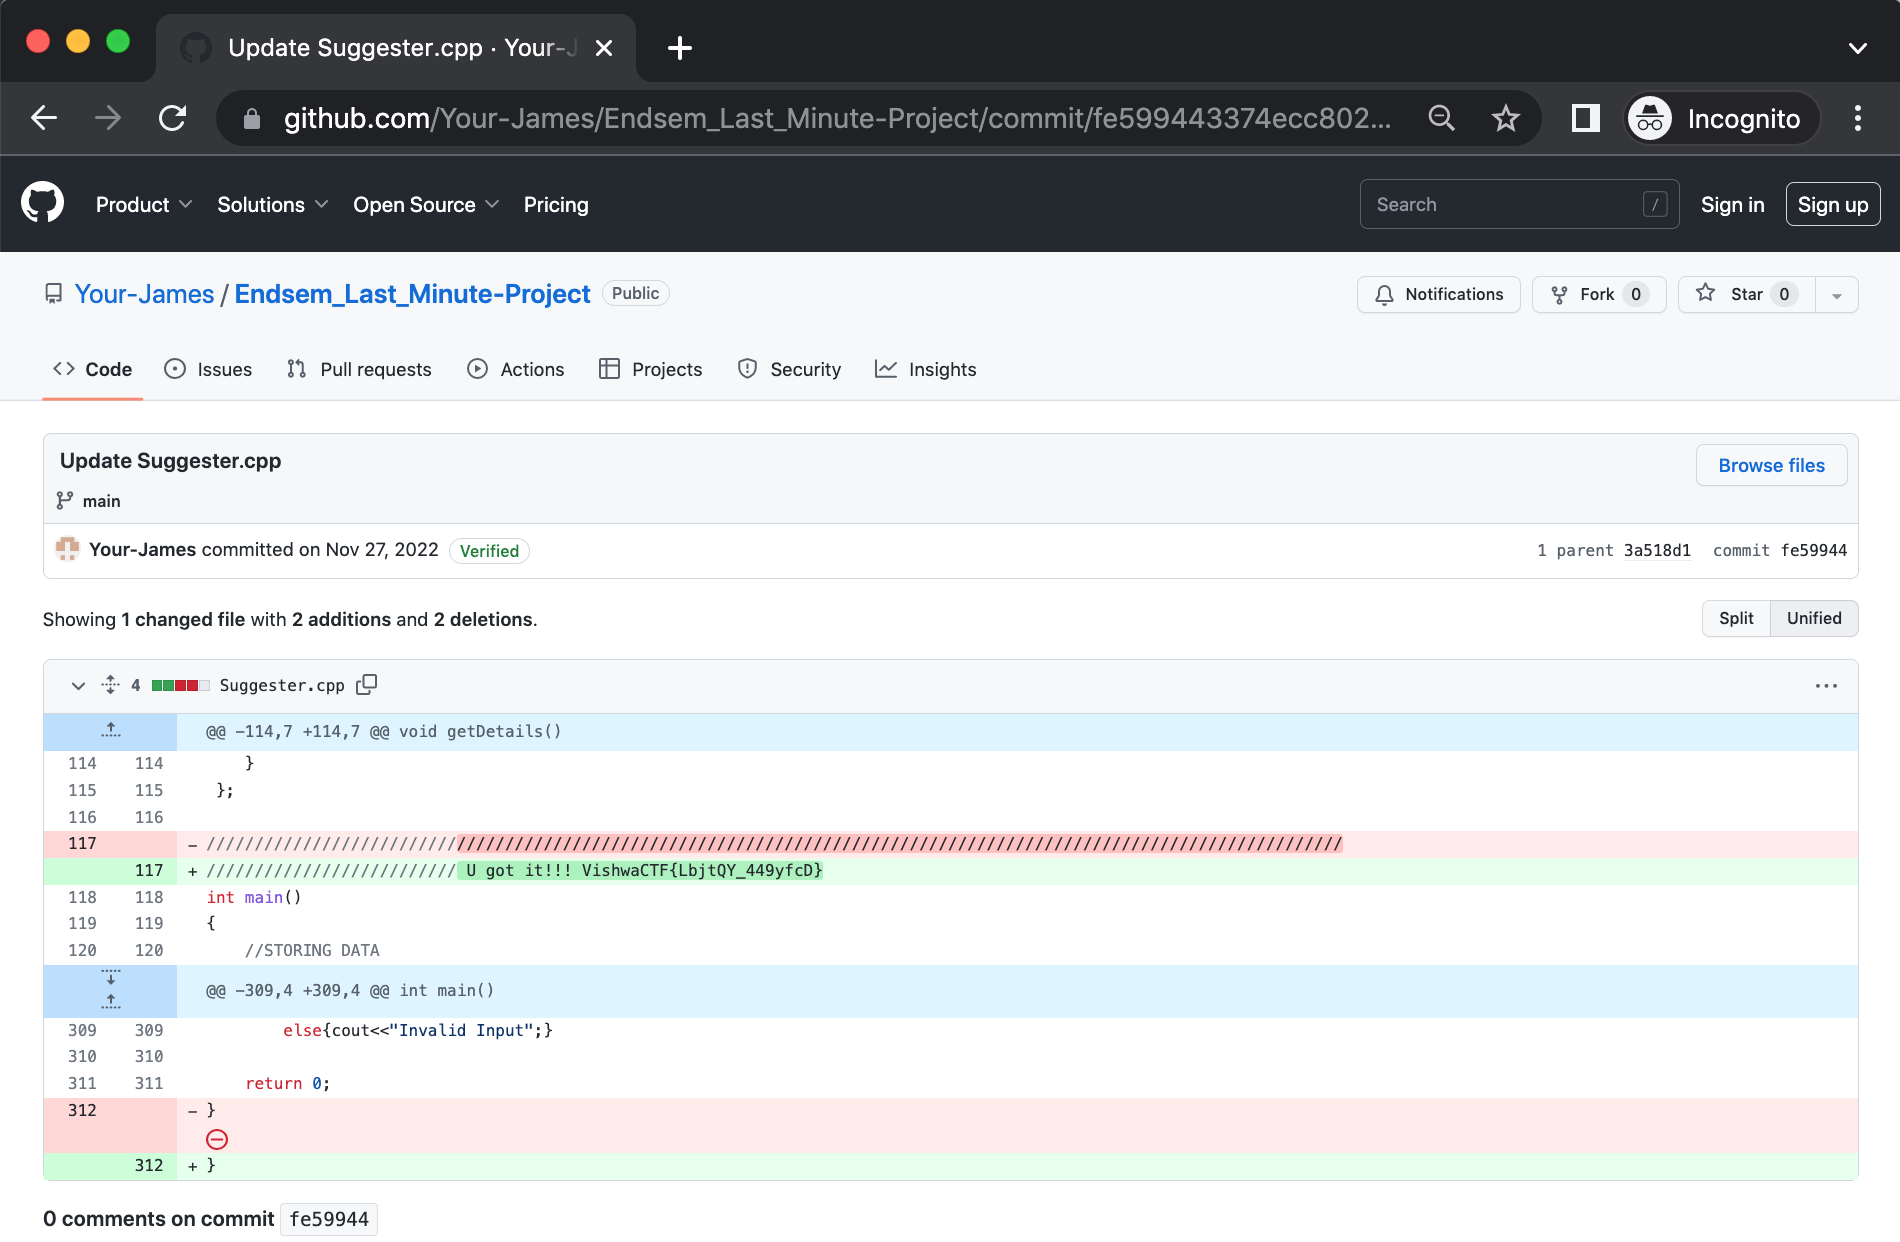 Update Suggester.cpp · Your-J
github.com/Your-James/Endsem_Last_Minute-Project/commit/fe599443374ecc802...
Incognito
Product Solutions Open Source Pricing
Search /
Sign in
Sign up
Your-James / Endsem_Last_Minute-Project Public
Notifications
Fork 0
Star 0
Code Issues Pull requests Actions Projects Security Insights
Update Suggester.cpp
Browse files
main
Your-James committed on Nov 27, 2022 Verified
1 parent 3a518d1 commit fe59944
Showing 1 changed file with 2 additions and 2 deletions.
Split Unified
4 Suggester.cpp
@@ -114,7 +114,7 @@ void getDetails()
114 114 }
115 115 };
116 116
117 - //////////////////////////////////////////////////////////////////////////////////////////////////////////////////////
117 + ////////////////////////// U got it!!! VishwaCTF{LbjtQY_449yfcD}
118 118 int main()
119 119 {
120 120 //STORING DATA
@@ -309,4 +309,4 @@ int main()
309 309 else{cout<<"Invalid Input";}
310 310
311 311 return 0;
312 - }
312 + }
0 comments on commit fe59944